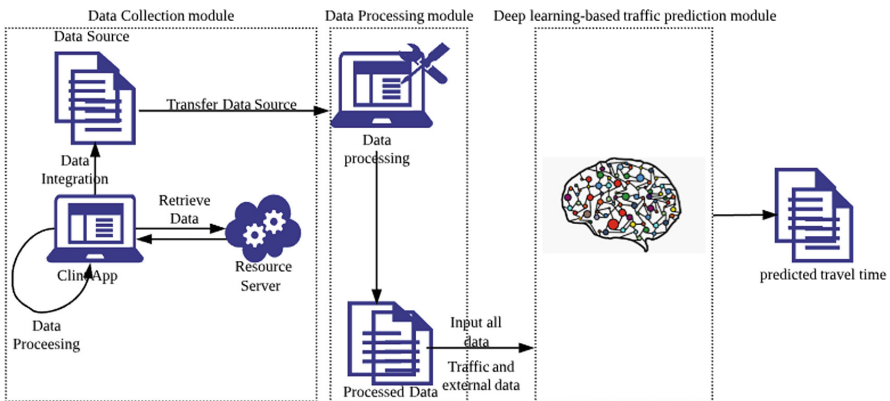 Data Collection module
Data Processing module
Deep learning-based traffic prediction module
Data Source
Transfer Data Source
Data
processing
Data
Integration
Retrieve
Data
Resource
Server
Data
Proceesing
Input all
data
Traffic and
external data
Processed Data
predicted travel time